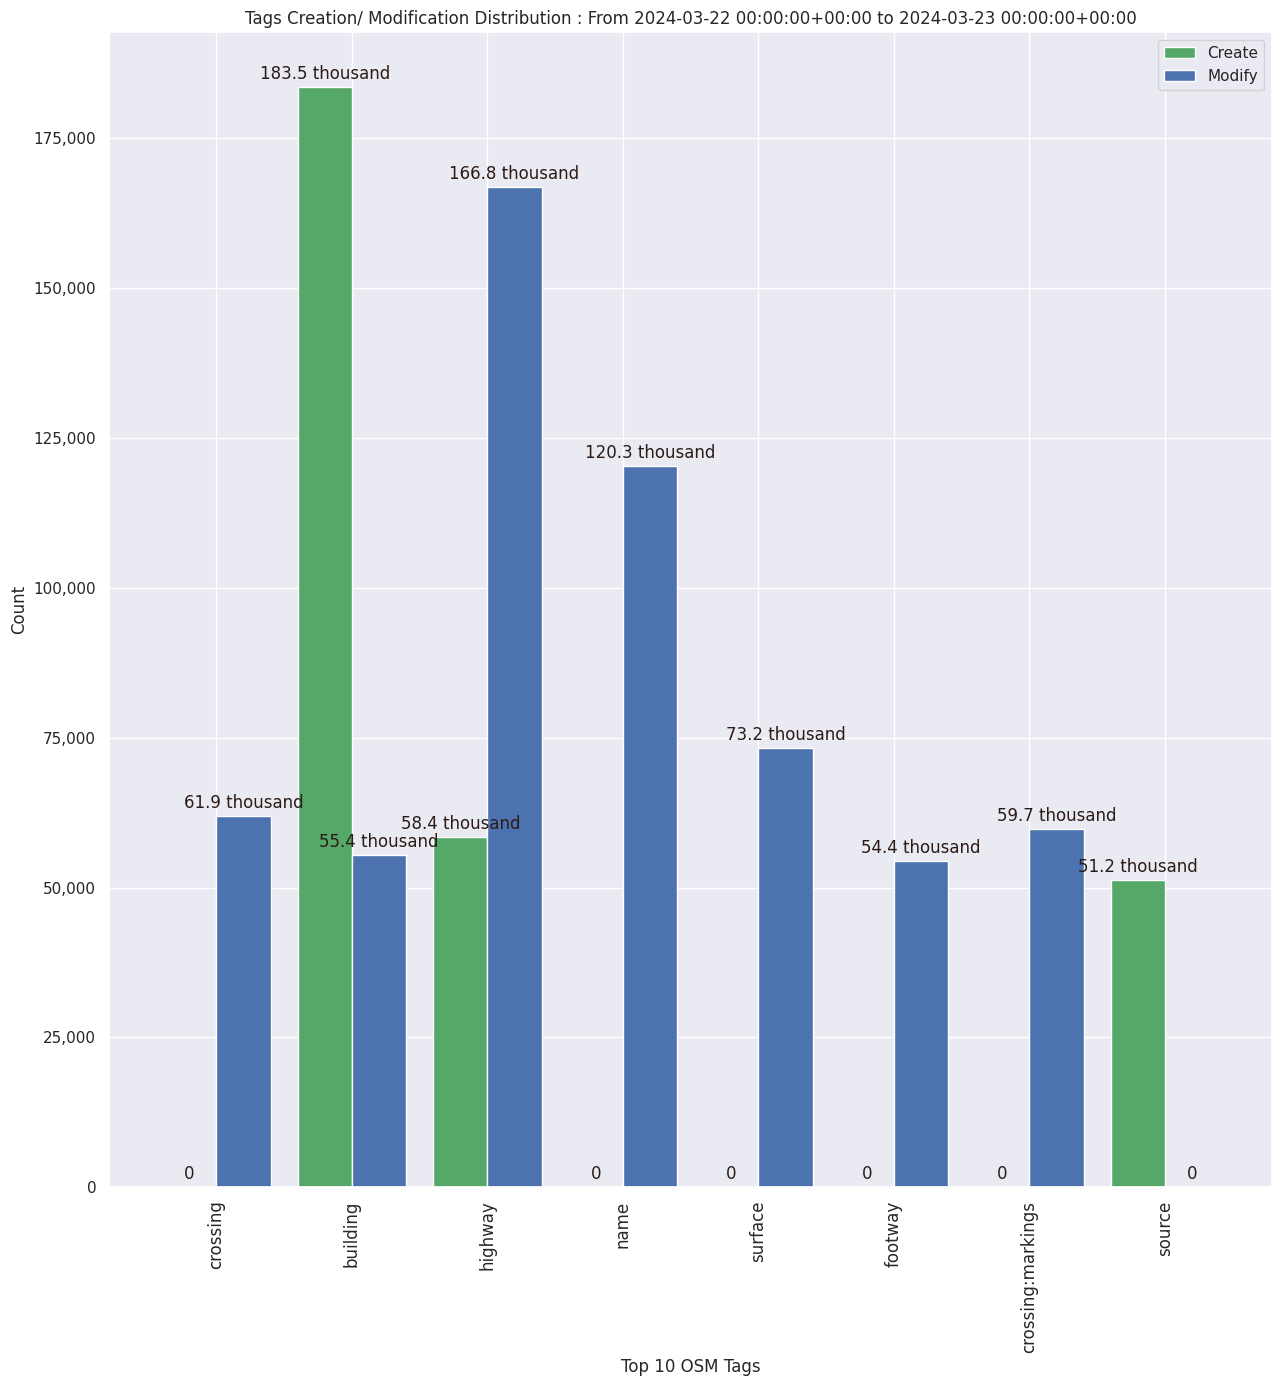 Tags Creation/ Modification Distribution : From 2024-03-22 00:00:00+00:00 to 2024-03-23 00:00:00+00:00
Create
Modify
183.5 thousand
166.8 thousand
120.3 thousand
73.2 thousand
61.9 thousand
55.4 thousand
58.4 thousand
54.4 thousand
59.7 thousand
51.2 thousand
0
0
0
0
0
0
175,000
150,000
125,000
100,000
75,000
50,000
25,000
0
Count
crossing
building
highway
name
surface
footway
crossing:markings
source
Top 10 OSM Tags